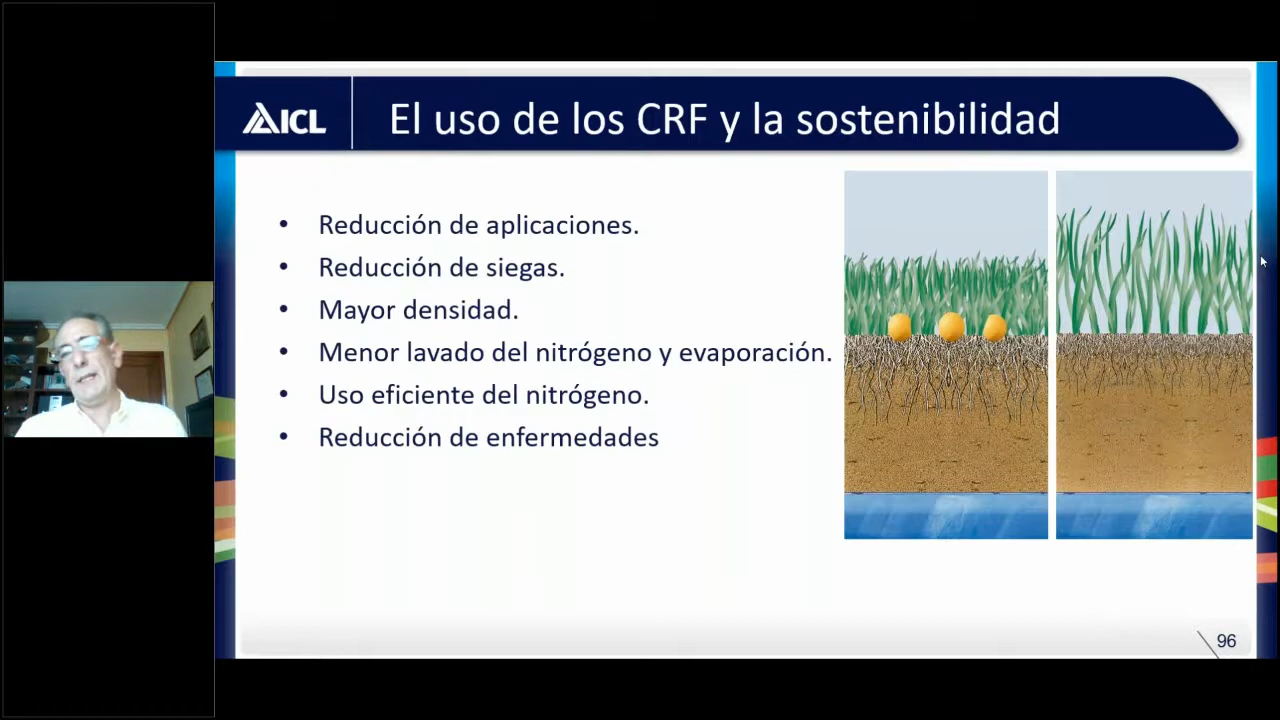 AICL
El uso de los CRF y la sostenibilidad
• Reducción de aplicaciones.
• Reducción de siegas.
• Mayor densidad.
• Menor lavado del nitrógeno y evaporación.
• Uso eficiente del nitrógeno.
• Reducción de enfermedades
96